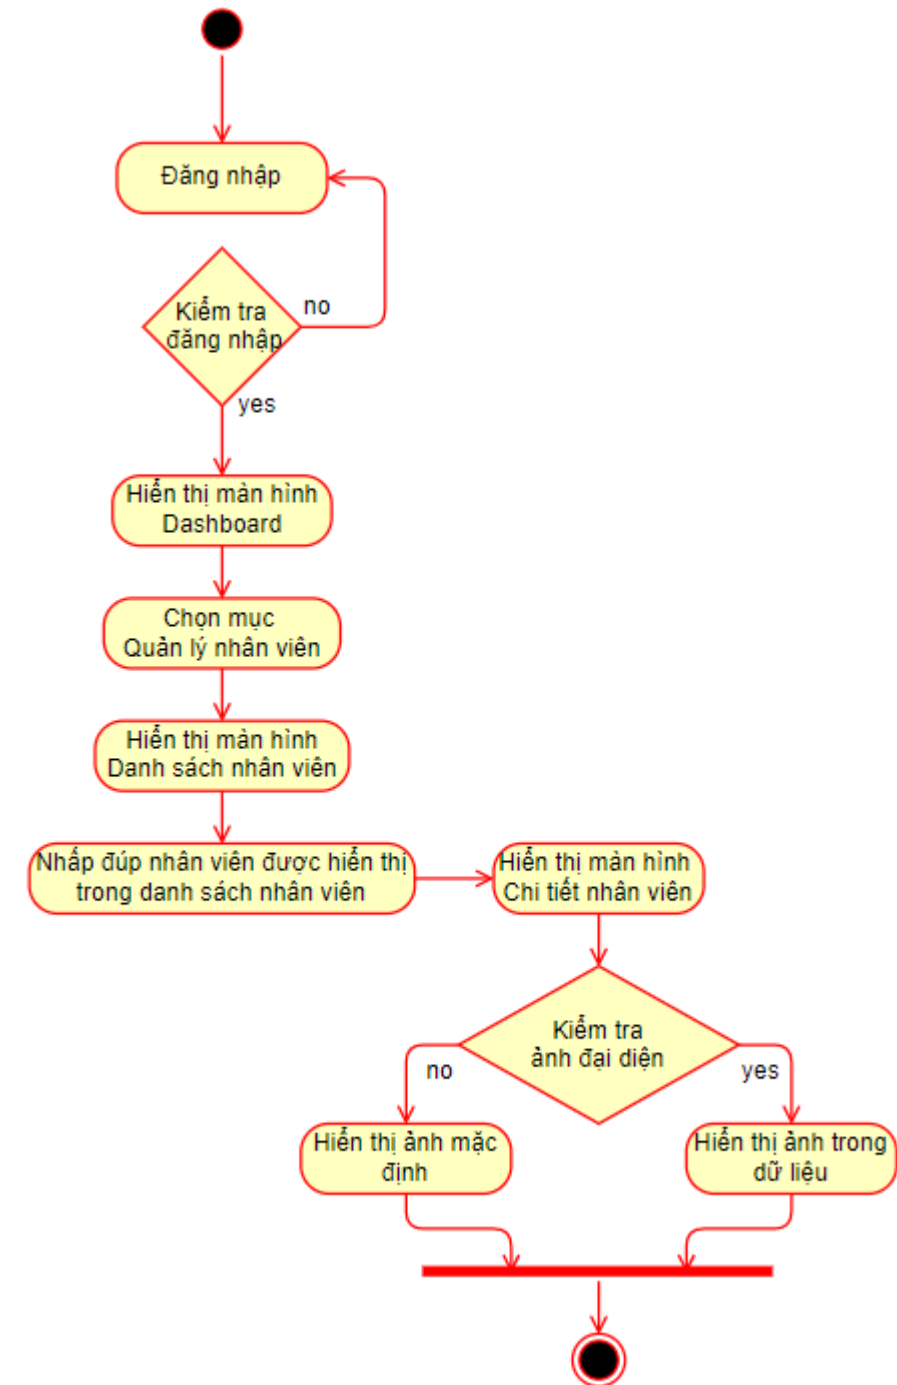 Đăng nhập
Kiểm tra
đăng nhập
no
yes
Hiển thị màn hình
Dashboard
Chọn mục
Quản lý nhân viên
Hiển thị màn hình
Danh sách nhân viên
Nhấp đúp nhân viên được hiển thị
trong danh sách nhân viên
Hiển thị màn hình
Chi tiết nhân viên
Kiểm tra
ảnh đại diện
no
yes
Hiển thị ảnh mặc
định
Hiển thị ảnh trong
dữ liệu